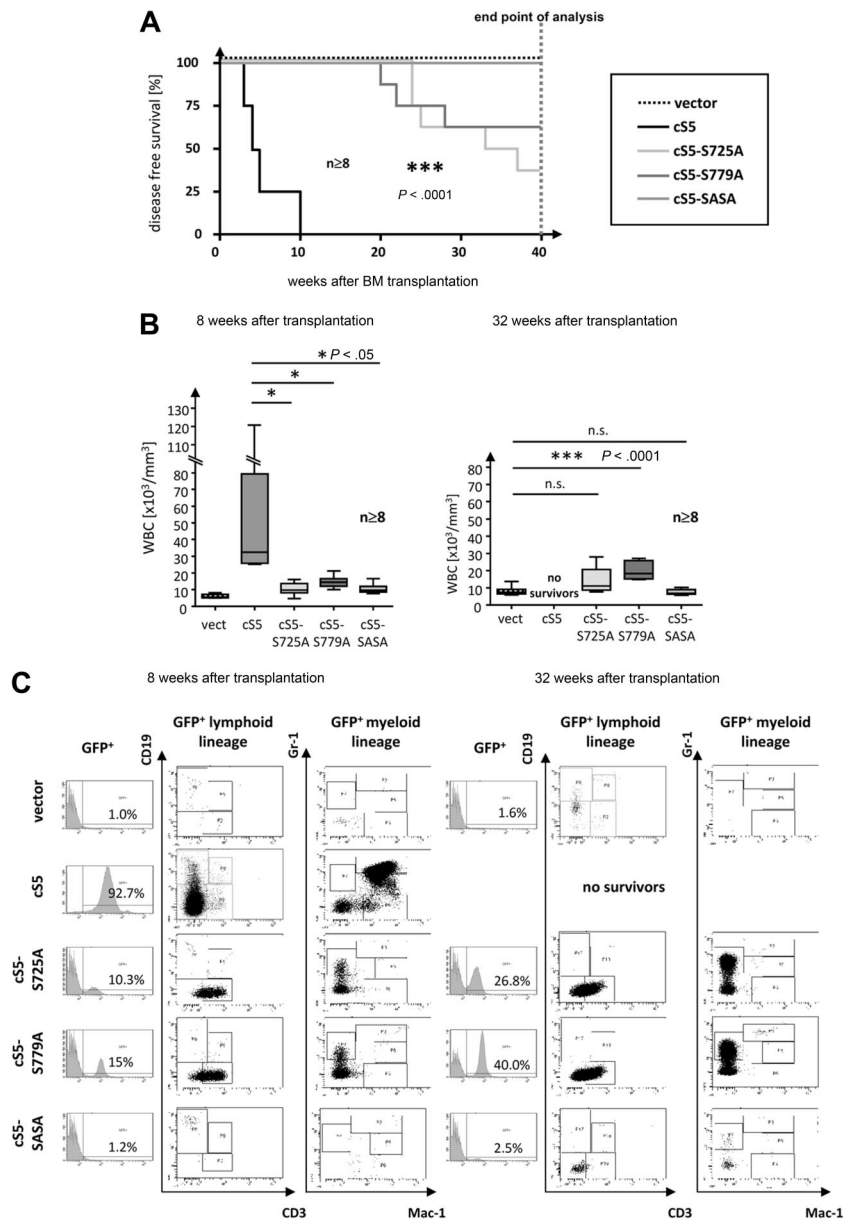 A
end point of analysis
disease free survival [%]
100
75
50
25
0
n≥8
***
P < .0001
0
10
20
30
40
weeks after BM transplantation
vector
cS5
cS5-S725A
cS5-S779A
cS5-SASA
B
8 weeks after transplantation
32 weeks after transplantation
* P < .05
*
*
WBC [x10³/mm³]
130
120
110
80
70
60
50
40
30
20
10
0
n≥8
vect
cS5
cS5-
S725A
cS5-
S779A
cS5-
SASA
n.s.
*** P < .0001
n.s.
WBC [x10³/mm³]
80
70
60
50
40
30
20
10
0
n≥8
no
survivors
vect
cS5
cS5-
S725A
cS5-
S779A
cS5-
SASA
C
8 weeks after transplantation
32 weeks after transplantation
GFP⁺
CD19
GFP⁺ lymphoid
lineage
Gr-1
GFP⁺ myeloid
lineage
GFP⁺
CD19
GFP⁺ lymphoid
lineage
Gr-1
GFP⁺ myeloid
lineage
vector
1.0%
1.6%
cS5
92.7%
no survivors
cS5-
S725A
10.3%
26.8%
cS5-
S779A
15%
40.0%
cS5-
SASA
1.2%
2.5%
CD3
Mac-1
CD3
Mac-1